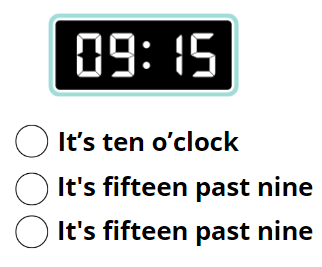 09:15
It’s ten o’clock
It's fifteen past nine
It's fifteen past nine